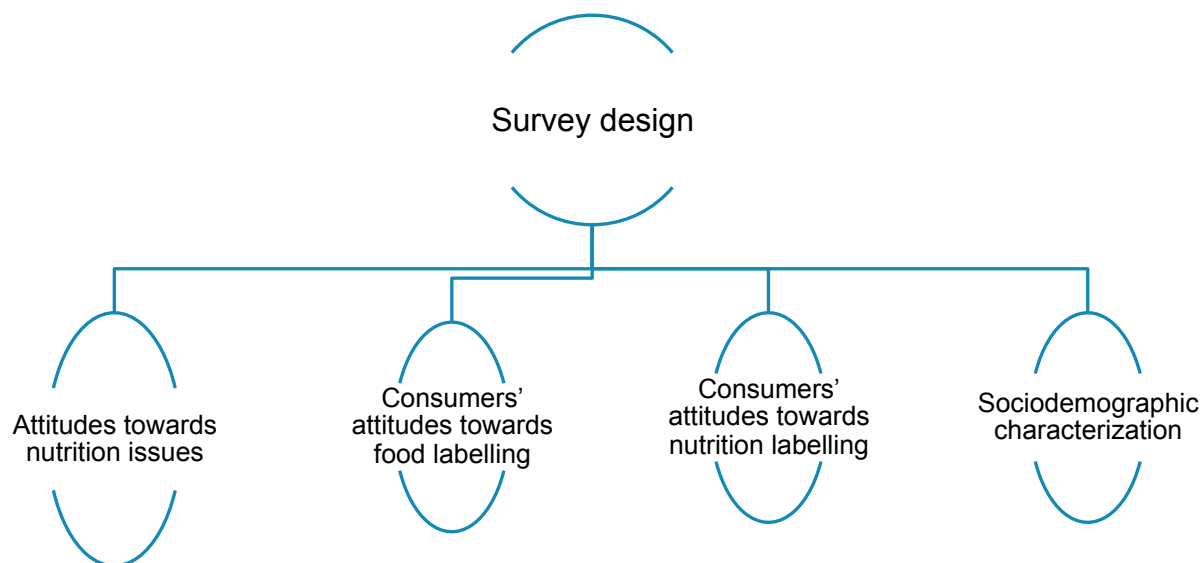 Survey design
Attitudes towards
nutrition issues
Consumers’
attitudes towards
food labelling
Consumers’
attitudes towards
nutrition labelling
Sociodemographic
characterization